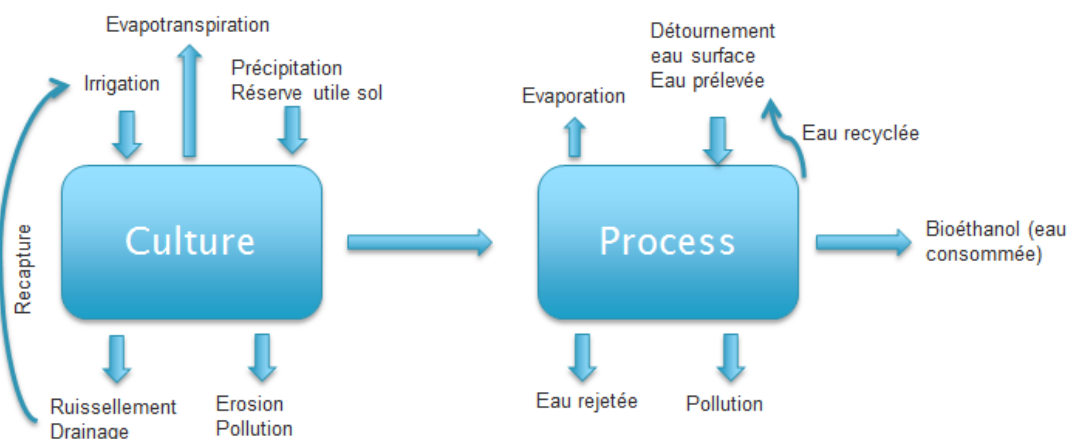 Evapotranspiration
Irrigation
Précipitation
Réserve utile sol
Recapture
Culture
Ruissellement
Drainage
Erosion
Pollution
Evaporation
Détournement
eau surface
Eau prélevée
Eau recyclée
Process
Bioéthanol (eau
consommée)
Eau rejetée
Pollution